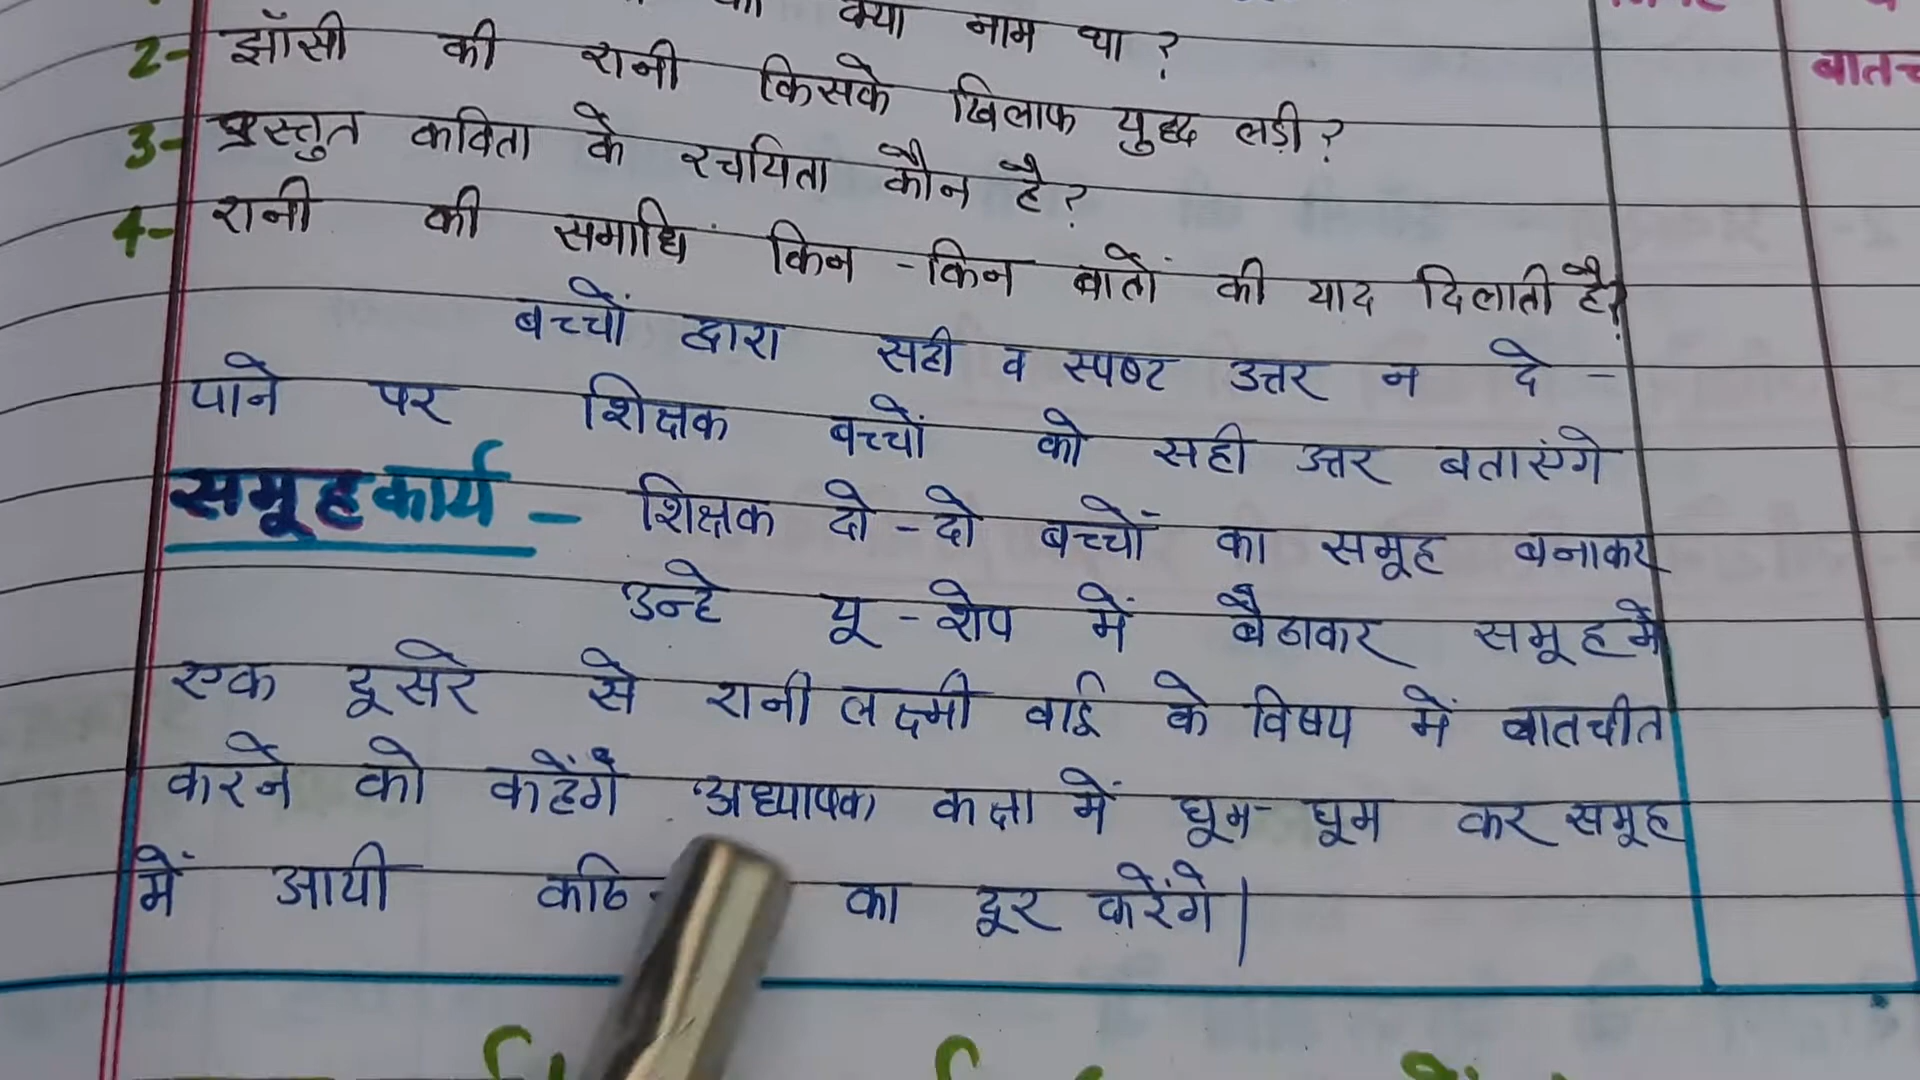 क्या नाम था ?
2- झाँसी की रानी किसके खिलाफ युद्ध लड़ी ?
3- प्रस्तुत कविता के रचयिता कौन है ?
4- रानी की समाधि किन - किन बातों की याद दिलाती है ?
बच्चों द्वारा सही व स्पष्ट उत्तर न दे -
पाने पर शिक्षक बच्चों को सही उत्तर बताएंगे
समूहकार्य - शिक्षक दो - दो बच्चों का समूह बनाकर
उन्हे यू - शेप में बैठाकर समूह में
एक दूसरे से रानी लक्ष्मी बाई के विषय में बातचीत
करने को कहेंगे अध्यापक कक्षा में घूम- घूम कर समूह
में आयी का दूर करेंगे |